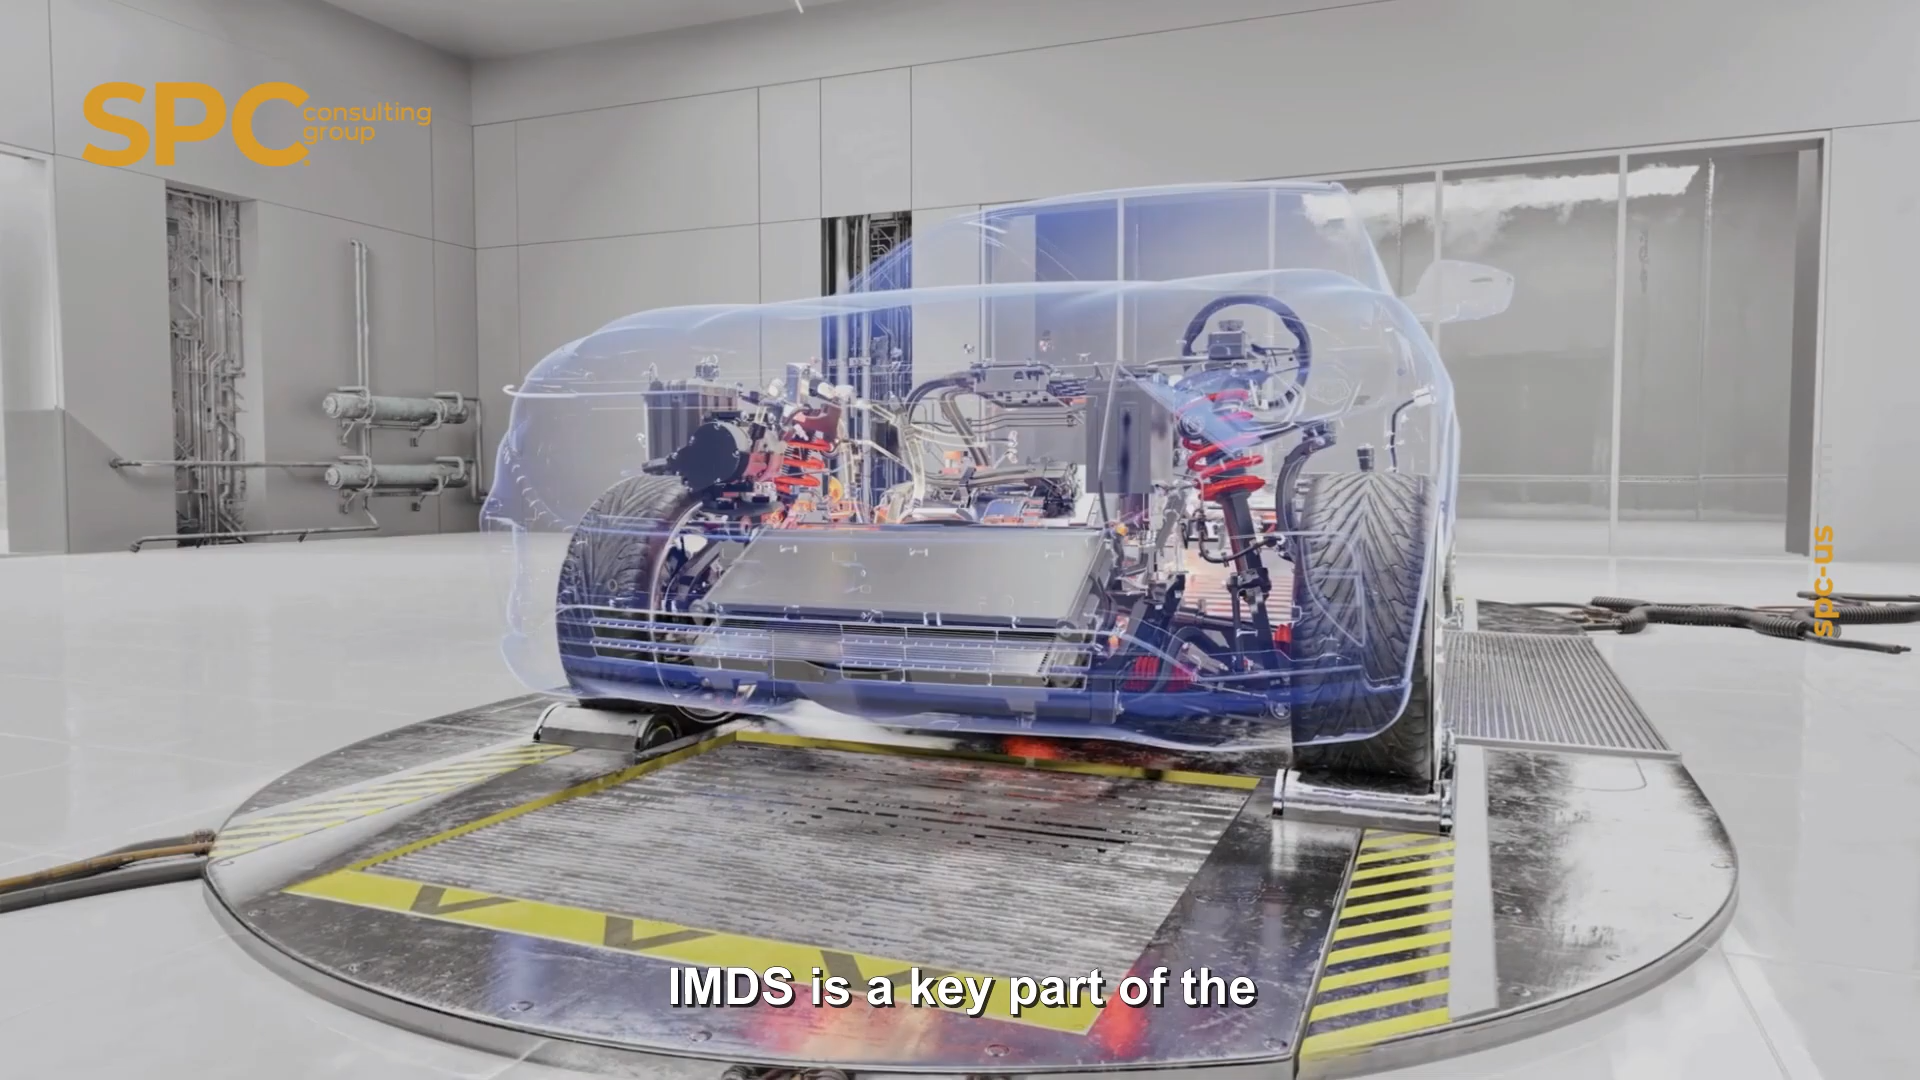 SPC consulting
group
spc-us
IMDS is a key part of the